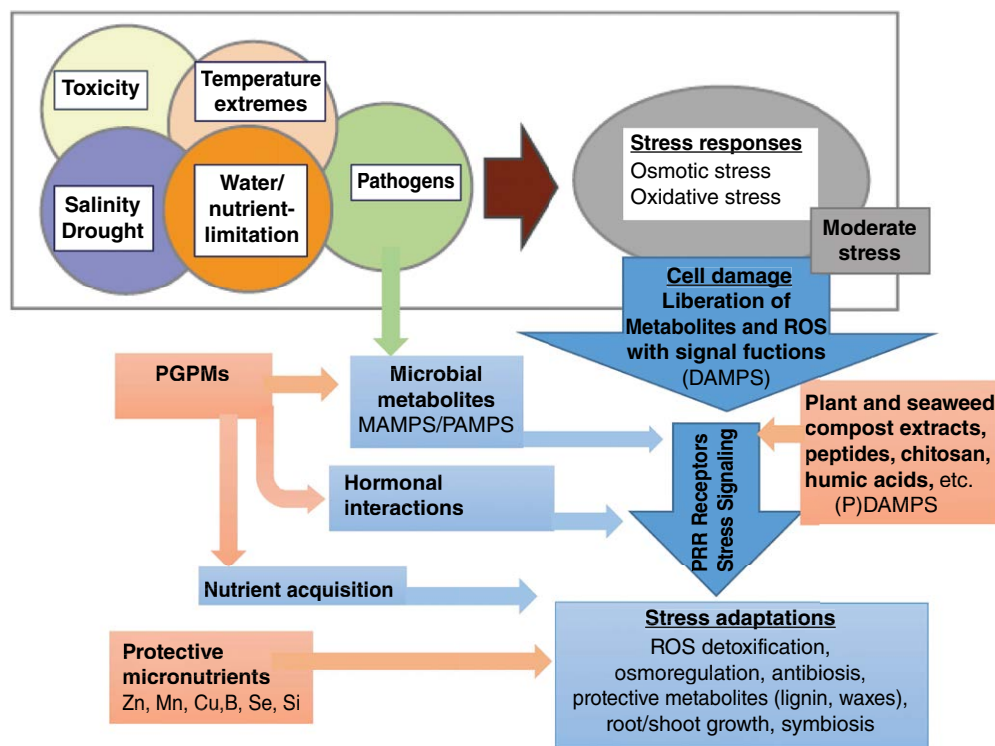 Toxicity
Temperature
extremes
Salinity
Drought
Water/
nutrient-
limitation
Pathogens
Stress responses
Osmotic stress
Oxidative stress
Moderate
stress
Cell damage
Liberation of
Metabolites and ROS
with signal fuctions
(DAMPS)
PGPMs
Microbial
metabolites
MAMPS/PAMPS
Plant and seaweed
compost extracts,
peptides, chitosan,
humic acids, etc.
(P)DAMPS
Hormonal
interactions
PRR Receptors
Stress Signaling
Nutrient acquisition
Protective
micronutrients
Zn, Mn, Cu,B, Se, Si
Stress adaptations
ROS detoxification,
osmoregulation, antibiosis,
protective metabolites (lignin, waxes),
root/shoot growth, symbiosis